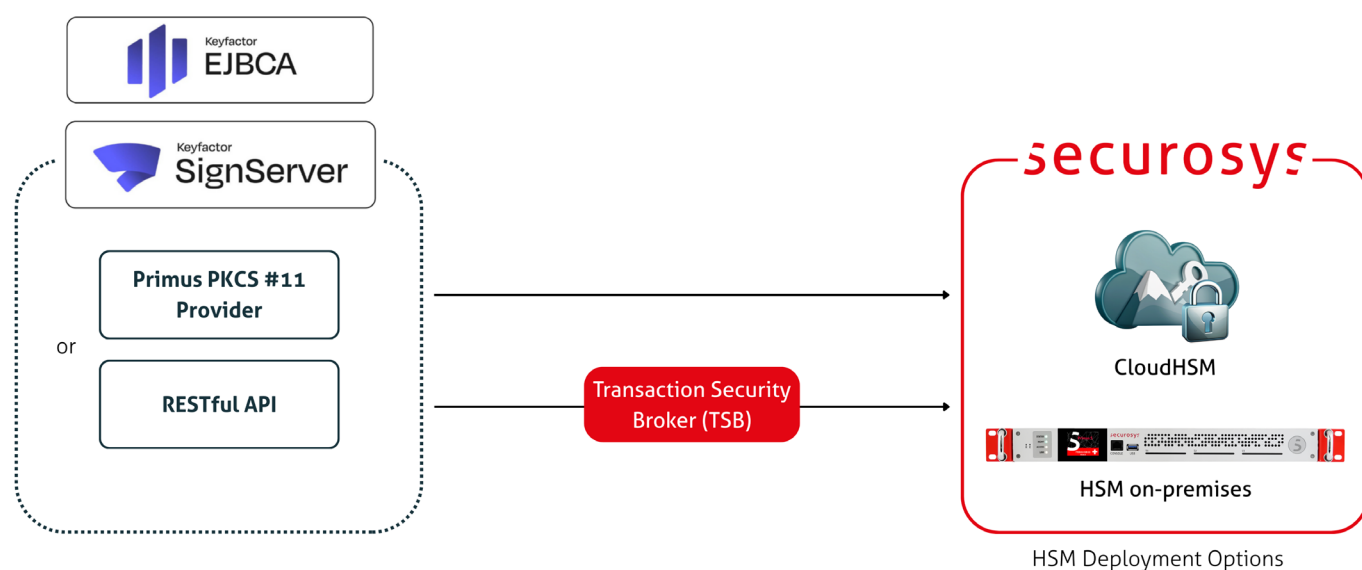 Keyfactor
EJBCA
Keyfactor
SignServer
securosys
Primus PKCS #11
Provider
or
RESTful API
Transaction Security
Broker (TSB)
CloudHSM
securosys
HSM on-premises
HSM Deployment Options